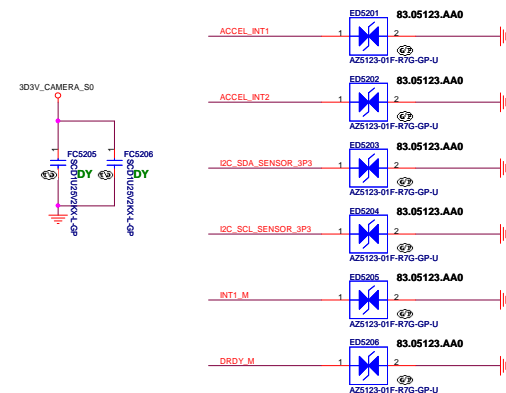 ED5201 83.05123.AA0
ACCEL_INT1 1 2
AZ5123-01F-R7G-GP-U
ED5202 83.05123.AA0
ACCEL_INT2 1 2
AZ5123-01F-R7G-GP-U
3D3V_CAMERA_S0
ED5203 83.05123.AA0
I2C_SDA_SENSOR_3P3 1 2
AZ5123-01F-R7G-GP-U
1 FC5205 1 FC5206
DY DY
SCD1U25V2KX-L-GP
SCD1U25V2KX-L-GP
ED5204 83.05123.AA0
I2C_SCL_SENSOR_3P3 1 2
AZ5123-01F-R7G-GP-U
ED5205 83.05123.AA0
INT1_M 1 2
AZ5123-01F-R7G-GP-U
ED5206 83.05123.AA0
DRDY_M 1 2
AZ5123-01F-R7G-GP-U